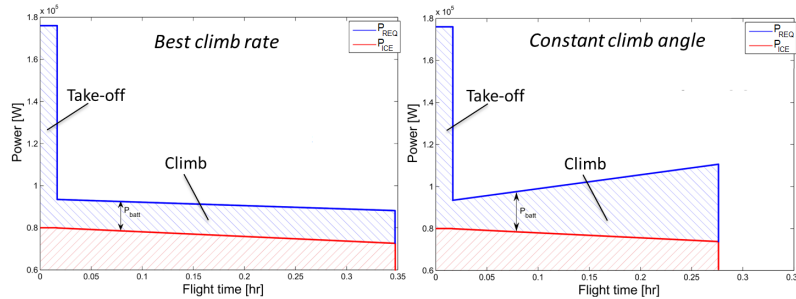 x 10⁵
Best climb rate
P_REQ
P_ICE
Take-off
Climb
P_batt
Power [W]
1.8
1.6
1.4
1.2
1
0.8
0.6
0
0.05
0.1
0.15
0.2
0.25
0.3
0.35
Flight time [hr]
x 10⁵
Constant climb angle
P_REQ
P_ICE
Take-off
Climb
P_batt
Power [W]
1.8
1.6
1.4
1.2
1
0.8
0.6
0
0.05
0.1
0.15
0.2
0.25
0.3
0.35
Flight time [hr]